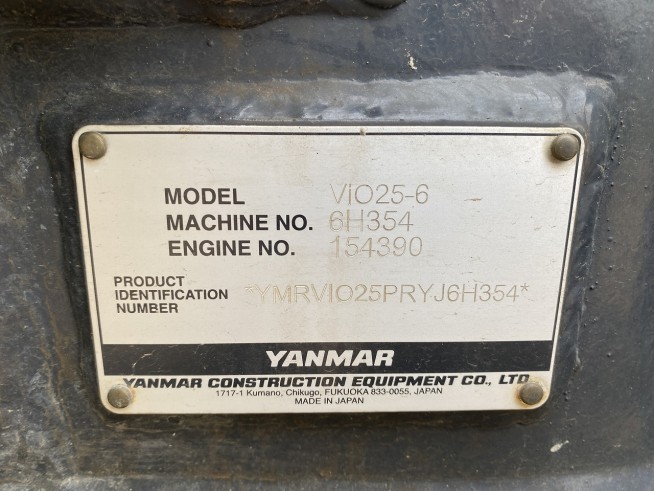 MODEL ViO25-6
MACHINE NO. 6H354
ENGINE NO. 154390
PRODUCT
IDENTIFICATION *YMRVIO25PRYJ6H354*
NUMBER
YANMAR
YANMAR CONSTRUCTION EQUIPMENT CO., LTD
1717-1 Kumano, Chikugo, FUKUOKA 833-0055, JAPAN
MADE IN JAPAN